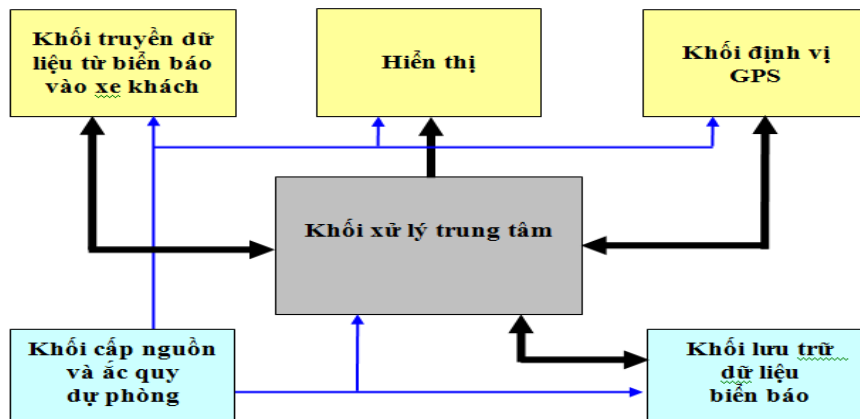 Khối truyền dữ
liệu từ biển báo
vào xe khách
Hiển thị
Khối định vị
GPS
Khối xử lý trung tâm
Khối cấp nguồn
và ắc quy
dự phòng
Khối lưu trữ
dữ liệu
biển báo